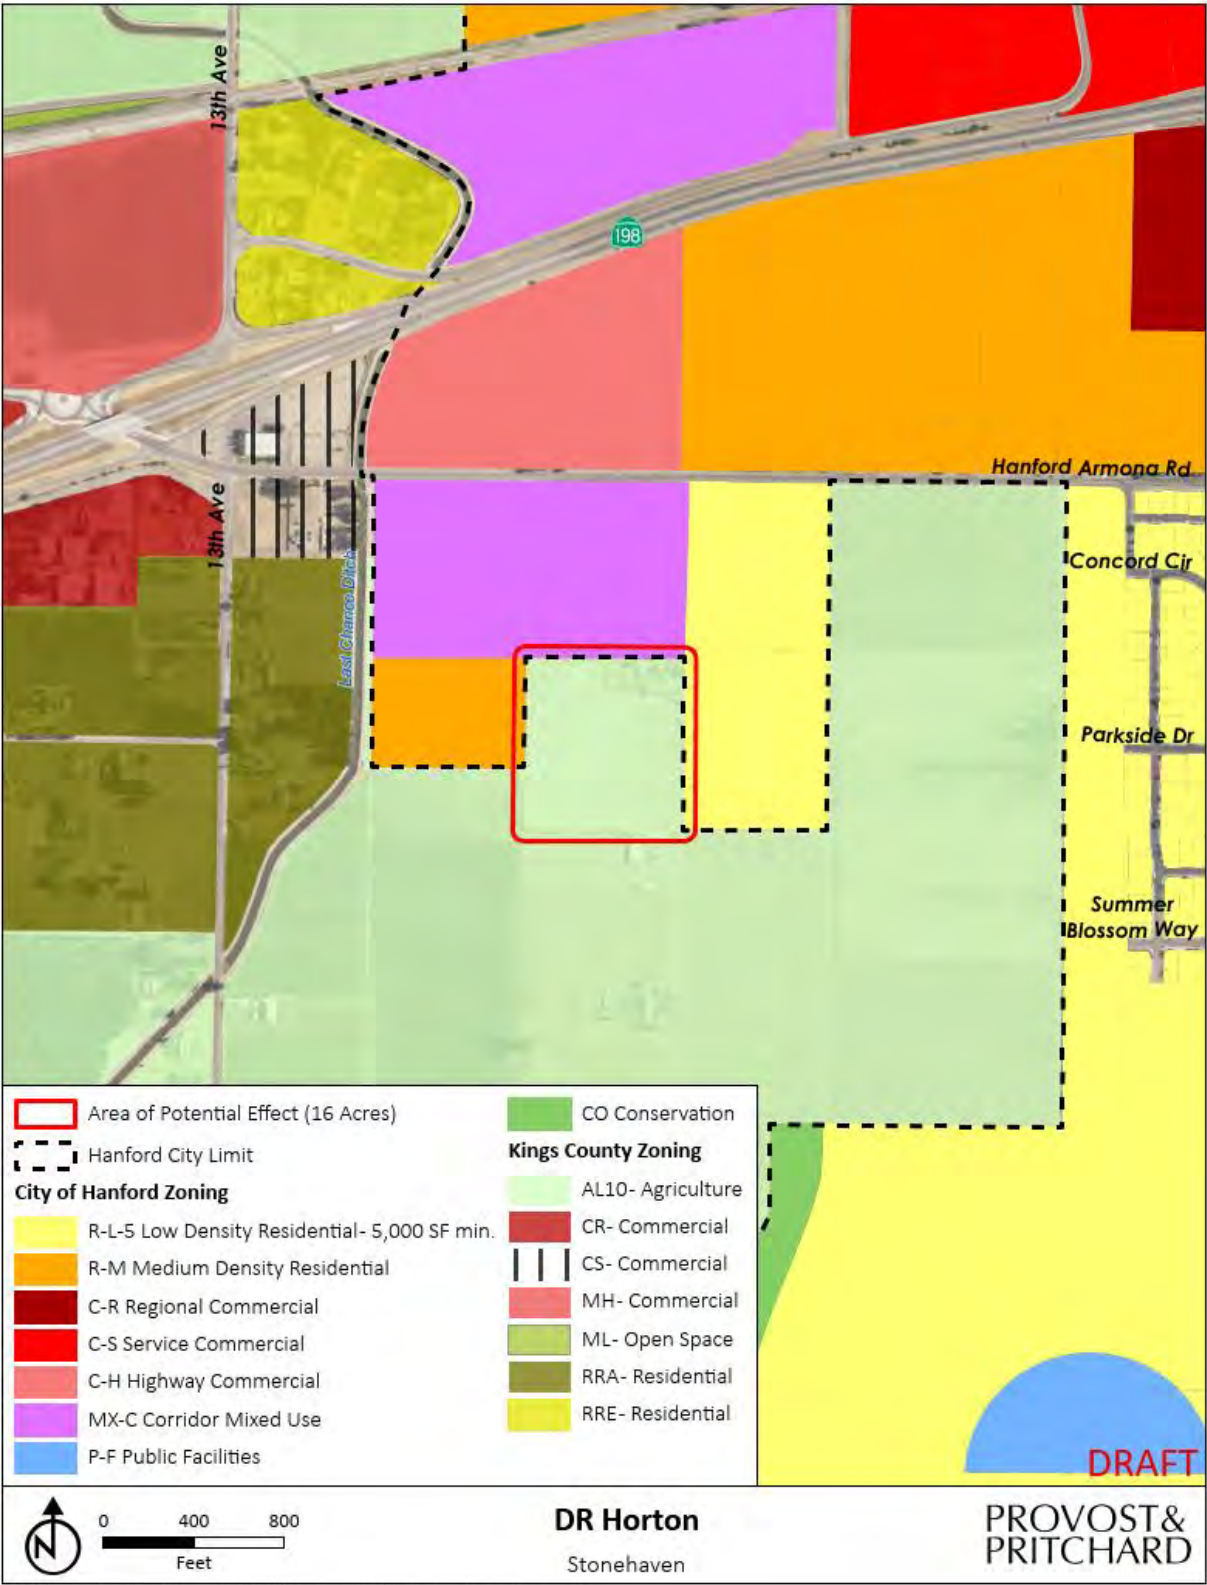 13th Ave
198
Hanford Armona Rd
13th Ave
Concord Cir
Last Chance Ditch
Parkside Dr
Summer
Blossom Way
Area of Potential Effect (16 Acres)
Hanford City Limit
City of Hanford Zoning
R-L-5 Low Density Residential- 5,000 SF min.
R-M Medium Density Residential
C-R Regional Commercial
C-S Service Commercial
C-H Highway Commercial
MX-C Corridor Mixed Use
P-F Public Facilities
CO Conservation
Kings County Zoning
AL10- Agriculture
CR- Commercial
CS- Commercial
MH- Commercial
ML- Open Space
RRA- Residential
RRE- Residential
DRAFT
N
0 400 800
Feet
DR Horton
Stonehaven
PROVOST&
PRITCHARD